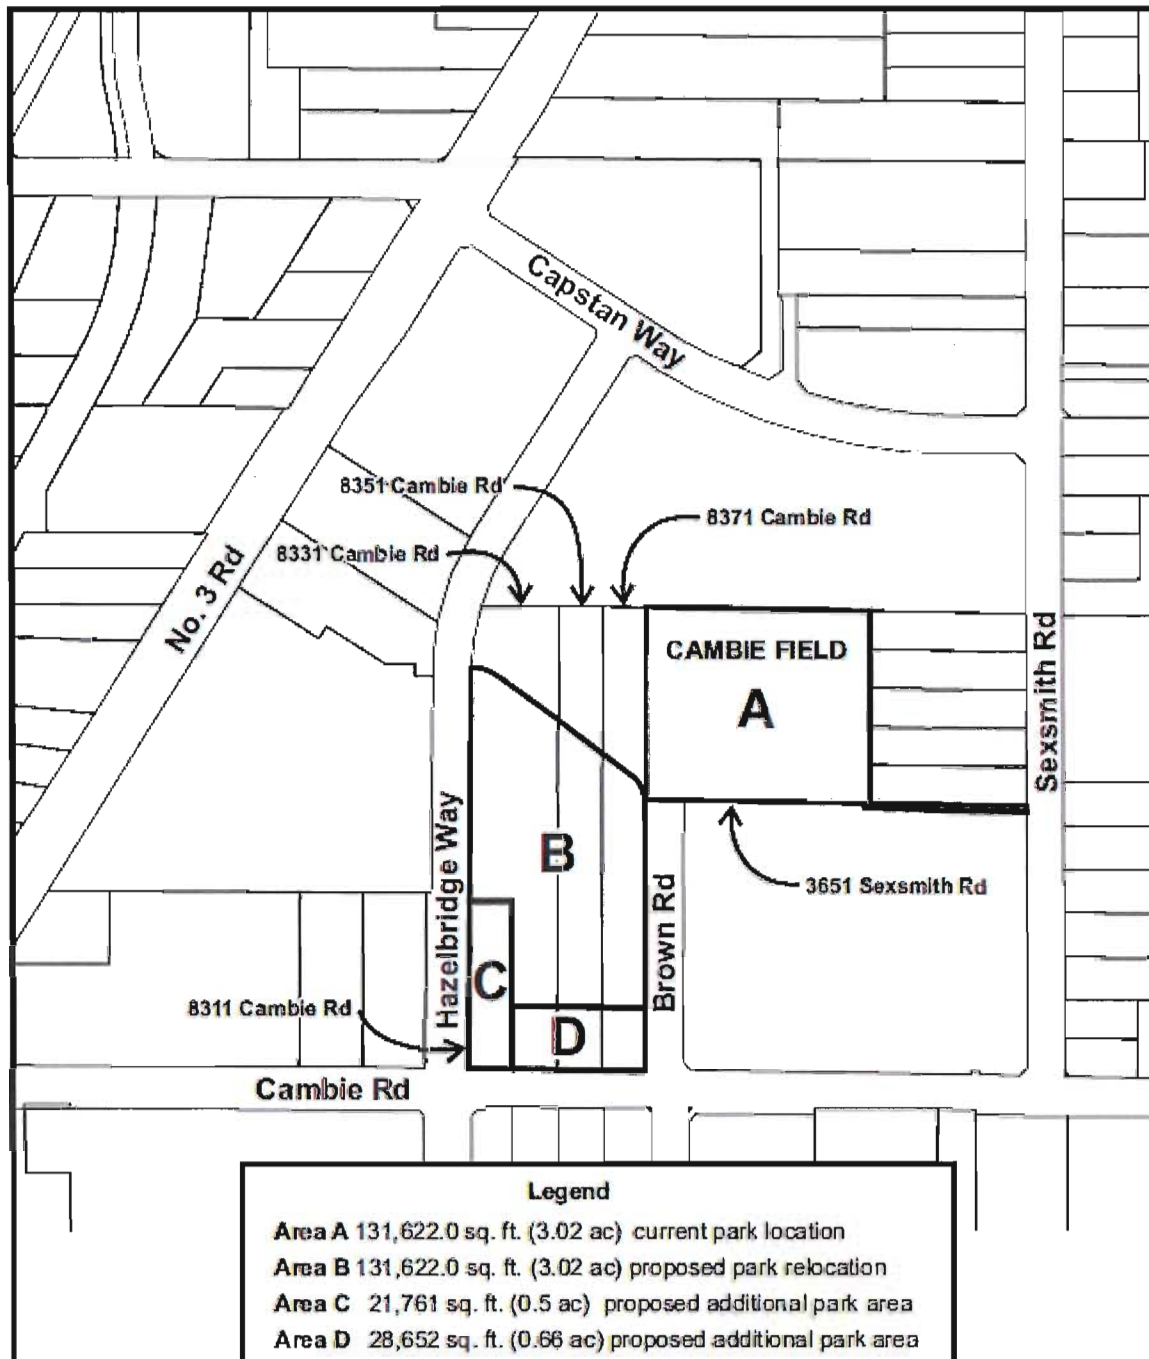 Capstan Way
8351 Cambie Rd
8371 Cambie Rd
8331 Cambie Rd
No. 3 Rd
CAMBIE FIELD
A
Sexsmith Rd
B
Hazelbridge Way
3651 Sexsmith Rd
Brown Rd
C
8311 Cambie Rd
D
Cambie Rd
Legend
Area A 131,622.0 sq. ft. (3.02 ac) current park location
Area B 131,622.0 sq. ft. (3.02 ac) proposed park relocation
Area C 21,761 sq. ft. (0.5 ac) proposed additional park area
Area D 28,652 sq. ft. (0.66 ac) proposed additional park area